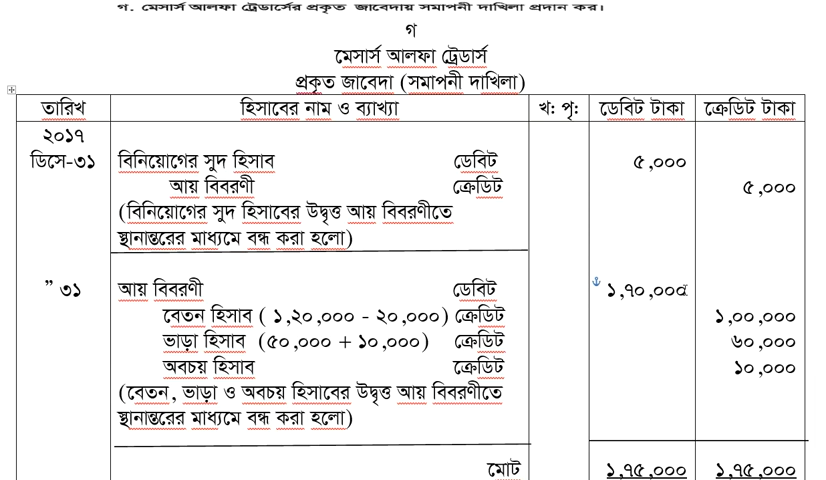 গ. মেসার্স আলফা ট্রেডার্সের প্রকৃত জাবেদায় সমাপনী দাখিলা প্রদান কর।
গ
মেসার্স আলফা ট্রেডার্স
প্রকৃত জাবেদা (সমাপনী দাখিলা)
তারিখ হিসাবের নাম ও ব্যাখ্যা খ: পৃ: ডেবিট টাকা ক্রেডিট টাকা
২০১৭
ডিসে-৩১ বিনিয়োগের সুদ হিসাব ডেবিট ৫,০০০
আয় বিবরণী ক্রেডিট ৫,০০০
(বিনিয়োগের সুদ হিসাবের উদ্বৃত্ত আয় বিবরণীতে
স্থানান্তরের মাধ্যমে বন্ধ করা হলো)
” ৩১ আয় বিবরণী ডেবিট ১,৭০,০০০
বেতন হিসাব ( ১,২০,০০০ - ২০,০০০) ক্রেডিট ১,০০,০০০
ভাড়া হিসাব (৫০,০০০ + ১০,০০০) ক্রেডিট ৬০,০০০
অবচয় হিসাব ক্রেডিট ১০,০০০
(বেতন, ভাড়া ও অবচয় হিসাবের উদ্বৃত্ত আয় বিবরণীতে
স্থানান্তরের মাধ্যমে বন্ধ করা হলো)
মোট ১,৭৫,০০০ ১,৭৫,০০০